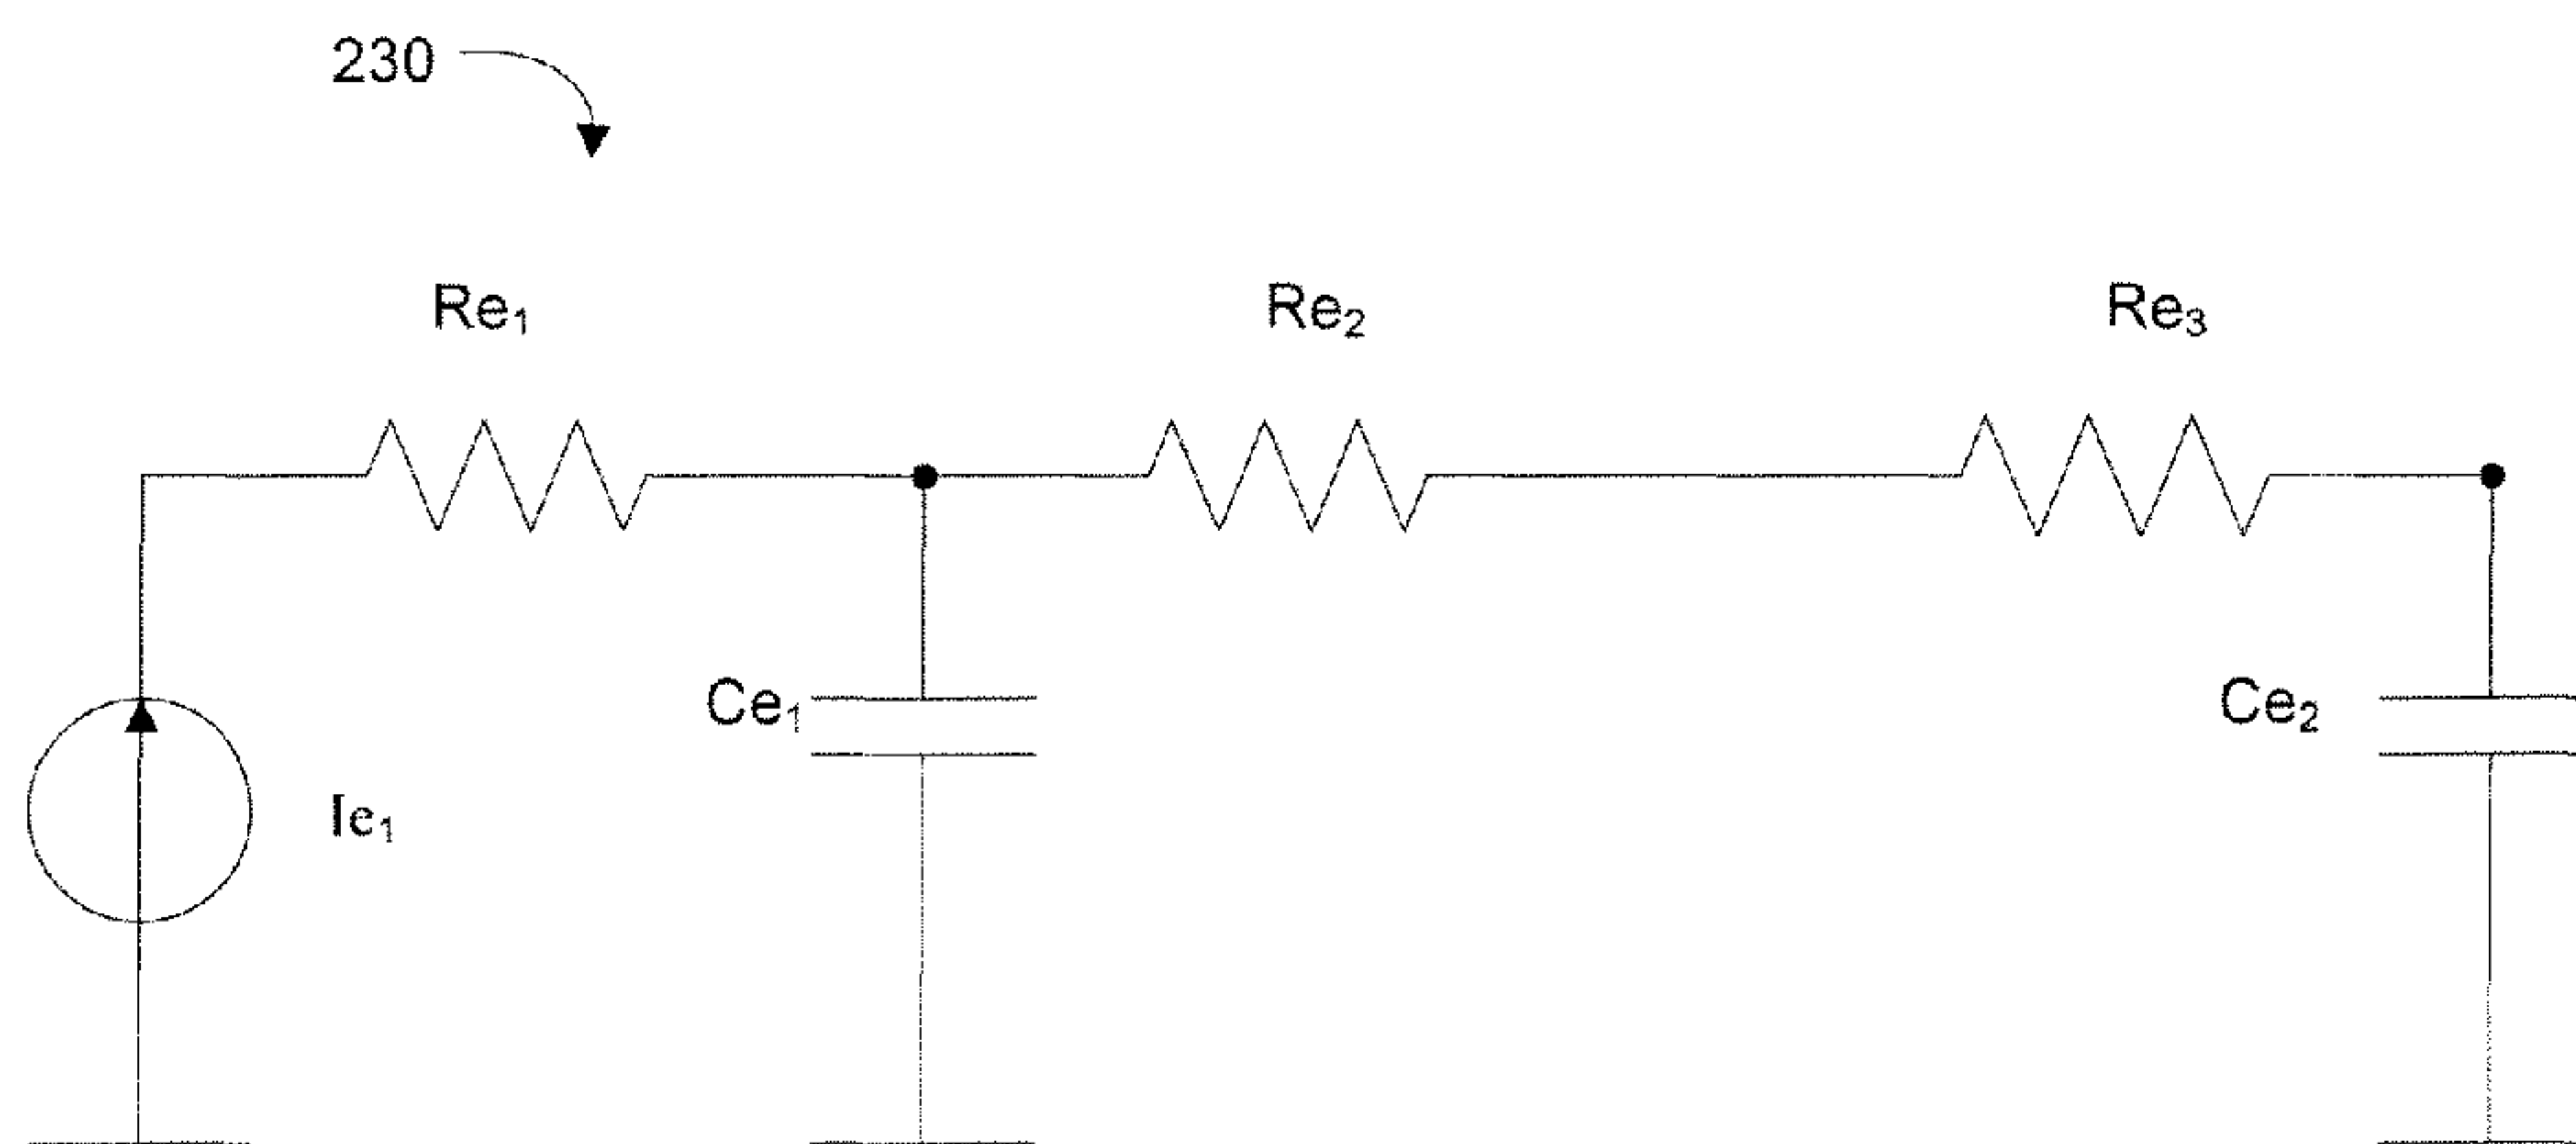 230
Re₁
Re₂
Re₃
Ce₁
Ce₂
Ie₁